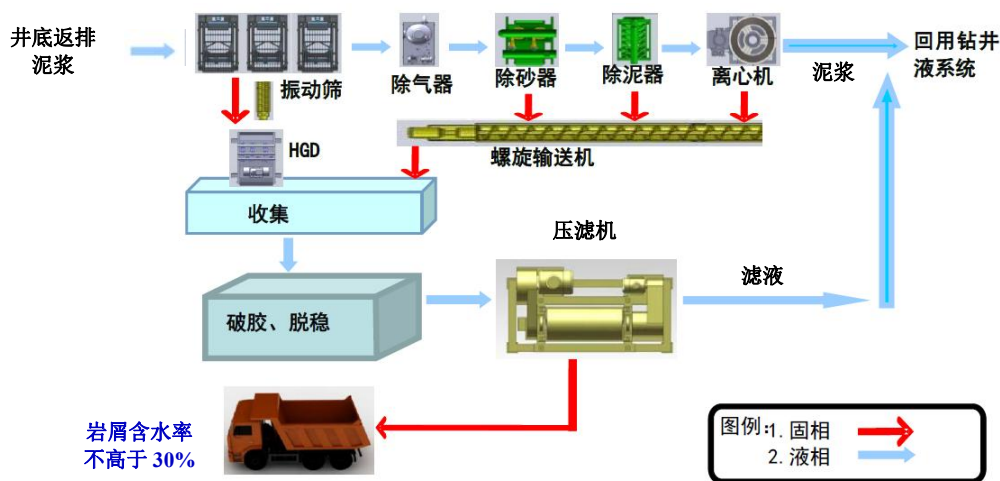 井底返排
泥浆
振动筛
除气器
除砂器
除泥器
离心机
泥浆
回用钻井
液系统
HGD
螺旋输送机
收集
压滤机
滤液
破胶、脱稳
岩屑含水率
不高于 30%
图例:1. 固相
2. 液相